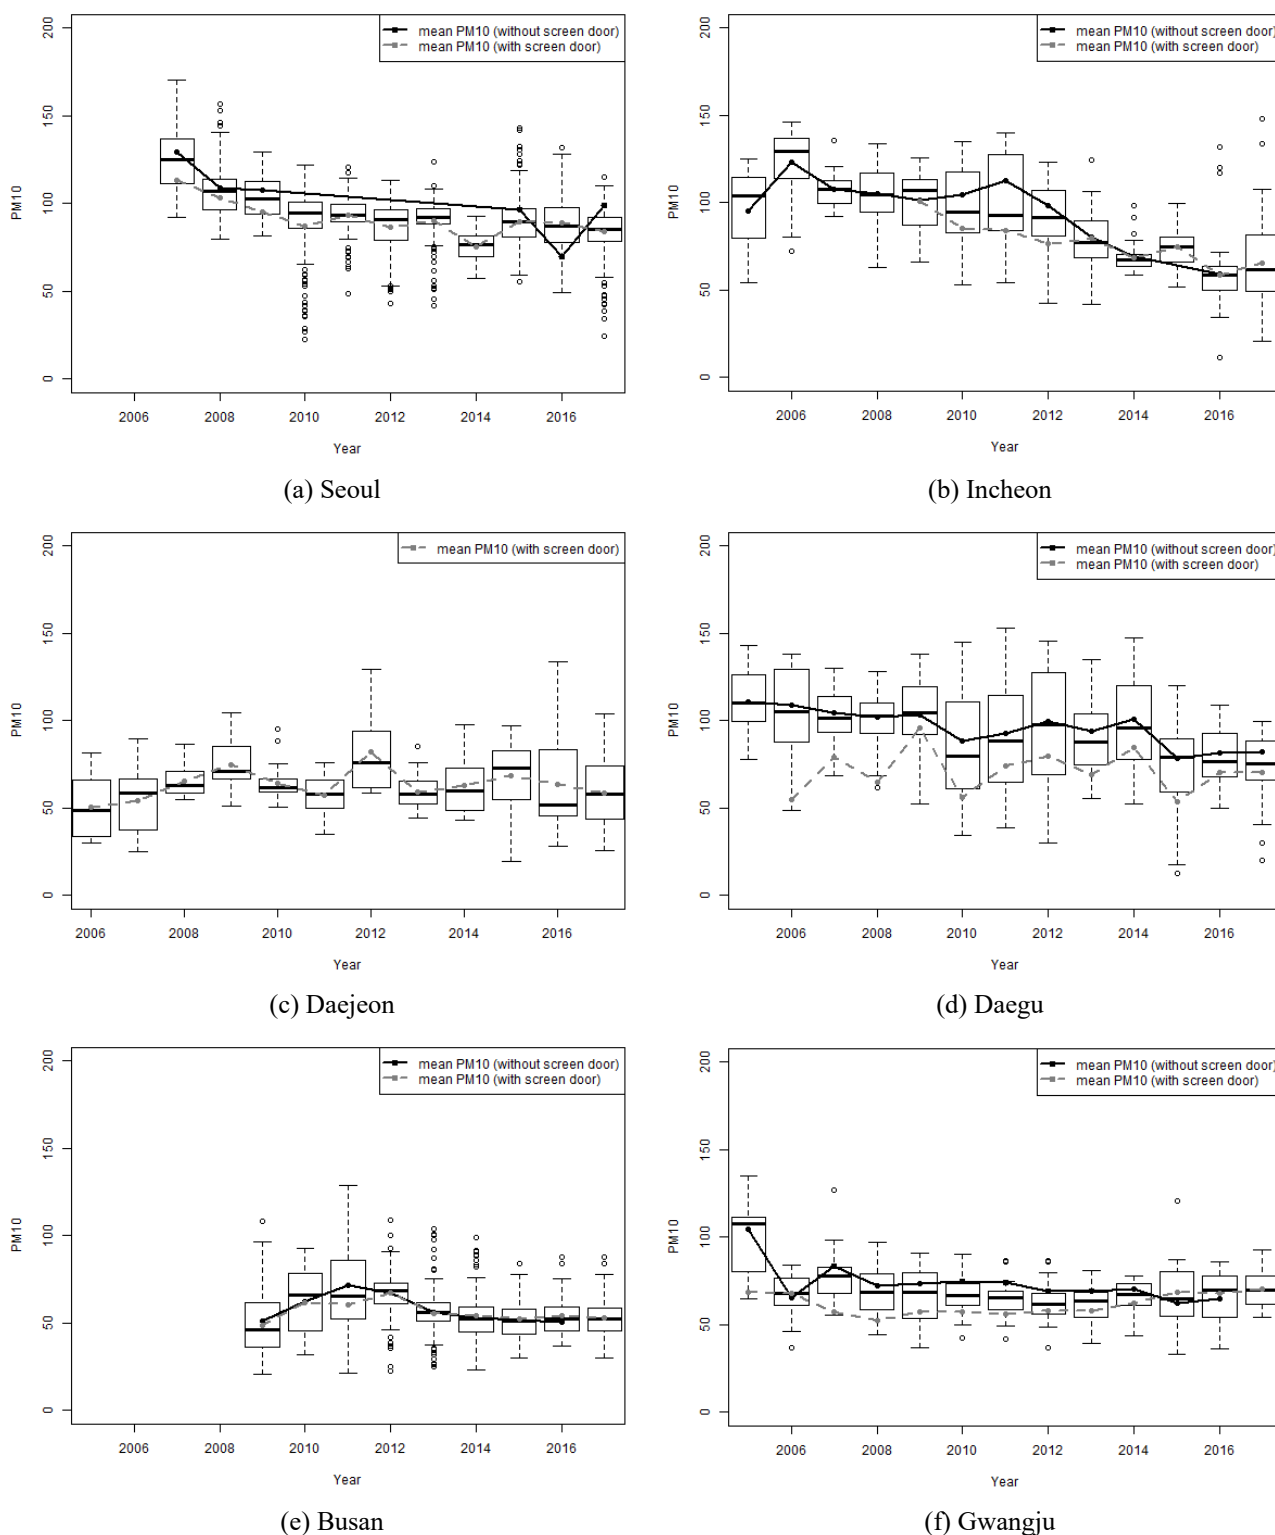 mean PM10 (without screen door)
mean PM10 (with screen door)
200
150
100
50
0
PM10
2006 2008 2010 2012 2014 2016
Year
(a) Seoul
mean PM10 (without screen door)
mean PM10 (with screen door)
200
150
100
50
0
PM10
2006 2008 2010 2012 2014 2016
Year
(b) Incheon
mean PM10 (with screen door)
200
150
100
50
0
PM10
2006 2008 2010 2012 2014 2016
Year
(c) Daejeon
mean PM10 (without screen door)
mean PM10 (with screen door)
200
150
100
50
0
PM10
2006 2008 2010 2012 2014 2016
Year
(d) Daegu
mean PM10 (without screen door)
mean PM10 (with screen door)
200
150
100
50
0
PM10
2006 2008 2010 2012 2014 2016
Year
(e) Busan
mean PM10 (without screen door)
mean PM10 (with screen door)
200
150
100
50
0
PM10
2006 2008 2010 2012 2014 2016
Year
(f) Gwangju